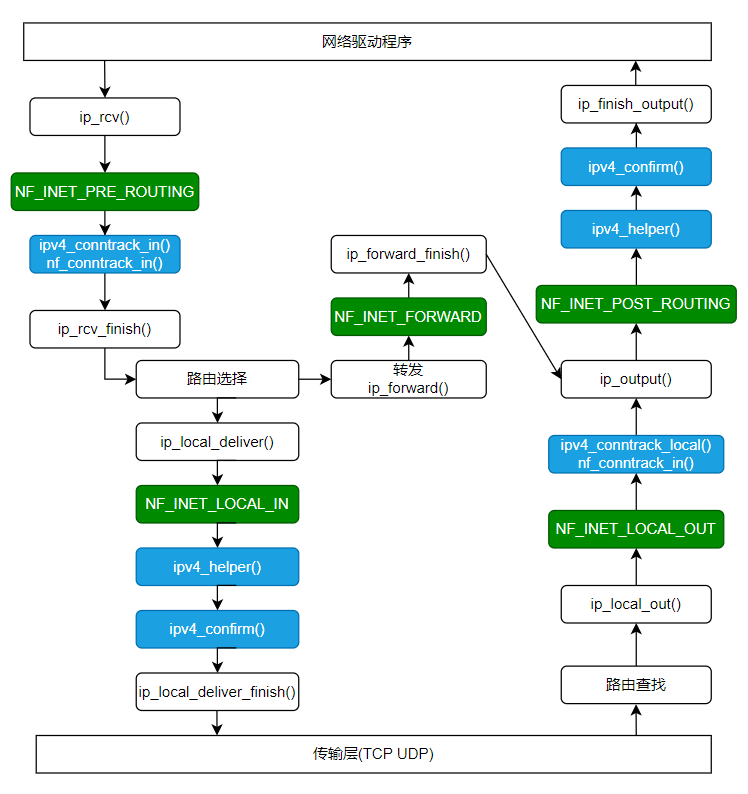 网络驱动程序
ip_rcv()
NF_INET_PRE_ROUTING
ipv4_conntrack_in()
nf_conntrack_in()
ip_rcv_finish()
路由选择
ip_local_deliver()
NF_INET_LOCAL_IN
ipv4_helper()
ipv4_confirm()
ip_local_deliver_finish()
转发
ip_forward()
NF_INET_FORWARD
ip_forward_finish()
ip_finish_output()
ipv4_confirm()
ipv4_helper()
NF_INET_POST_ROUTING
ip_output()
ipv4_conntrack_local()
nf_conntrack_in()
NF_INET_LOCAL_OUT
ip_local_out()
路由查找
传输层(TCP UDP)